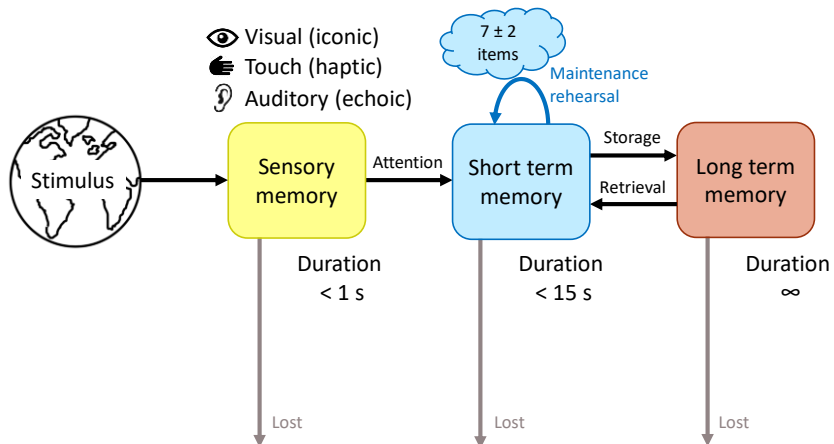 Visual (iconic)
Touch (haptic)
Auditory (echoic)
7 ± 2
items
Maintenance
rehearsal
Stimulus
Sensory
memory
Attention
Short term
memory
Storage
Retrieval
Long term
memory
Duration
< 1 s
Duration
< 15 s
Duration
∞
Lost
Lost
Lost